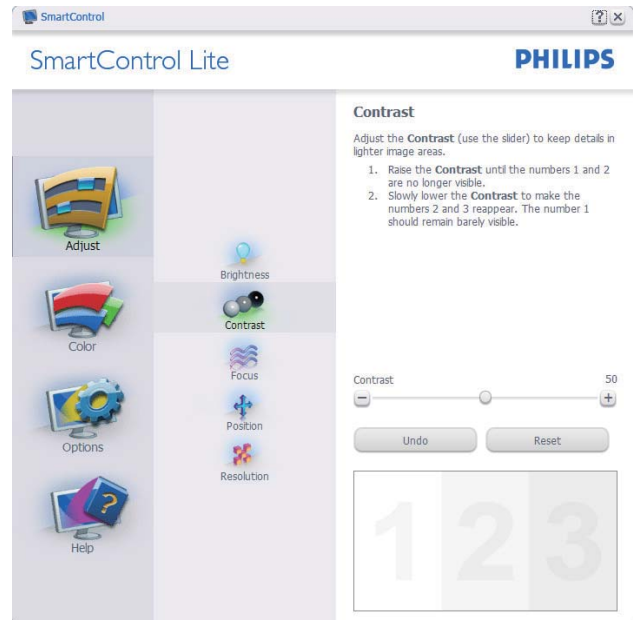 SmartControl
SmartControl Lite
PHILIPS
Adjust
Color
Options
Help
Brightness
Contrast
Focus
Position
Resolution
Contrast
Adjust the Contrast (use the slider) to keep details in
lighter image areas.
1. Raise the Contrast until the numbers 1 and 2
are no longer visible.
2. Slowly lower the Contrast to make the
numbers 2 and 3 reappear. The number 1
should remain barely visible.
Contrast 50
Undo Reset
1 2 3